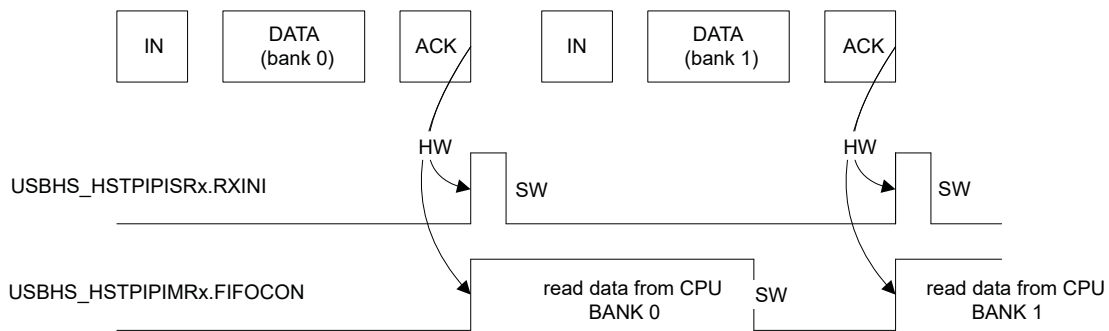 IN
DATA
(bank 0)
ACK
IN
DATA
(bank 1)
ACK
HW
HW
USBHS_HSTPIPISRx.RXINI
SW
SW
USBHS_HSTPIPIMRx.FIFOCON
read data from CPU
BANK 0
SW
read data from CPU
BANK 1